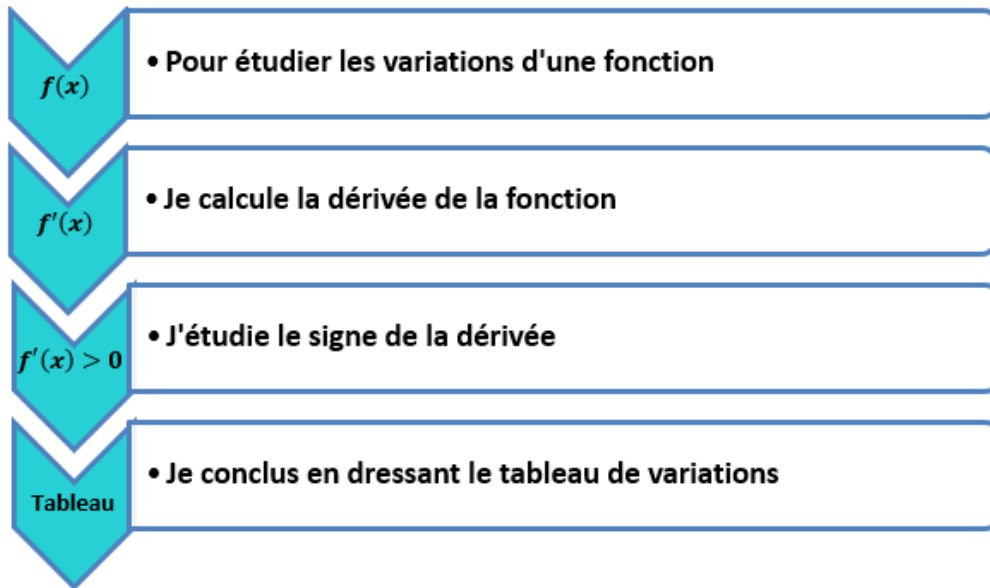 f(x)
• Pour étudier les variations d'une fonction
f'(x)
• Je calcule la dérivée de la fonction
f'(x) > 0
• J'étudie le signe de la dérivée
Tableau
• Je conclus en dressant le tableau de variations